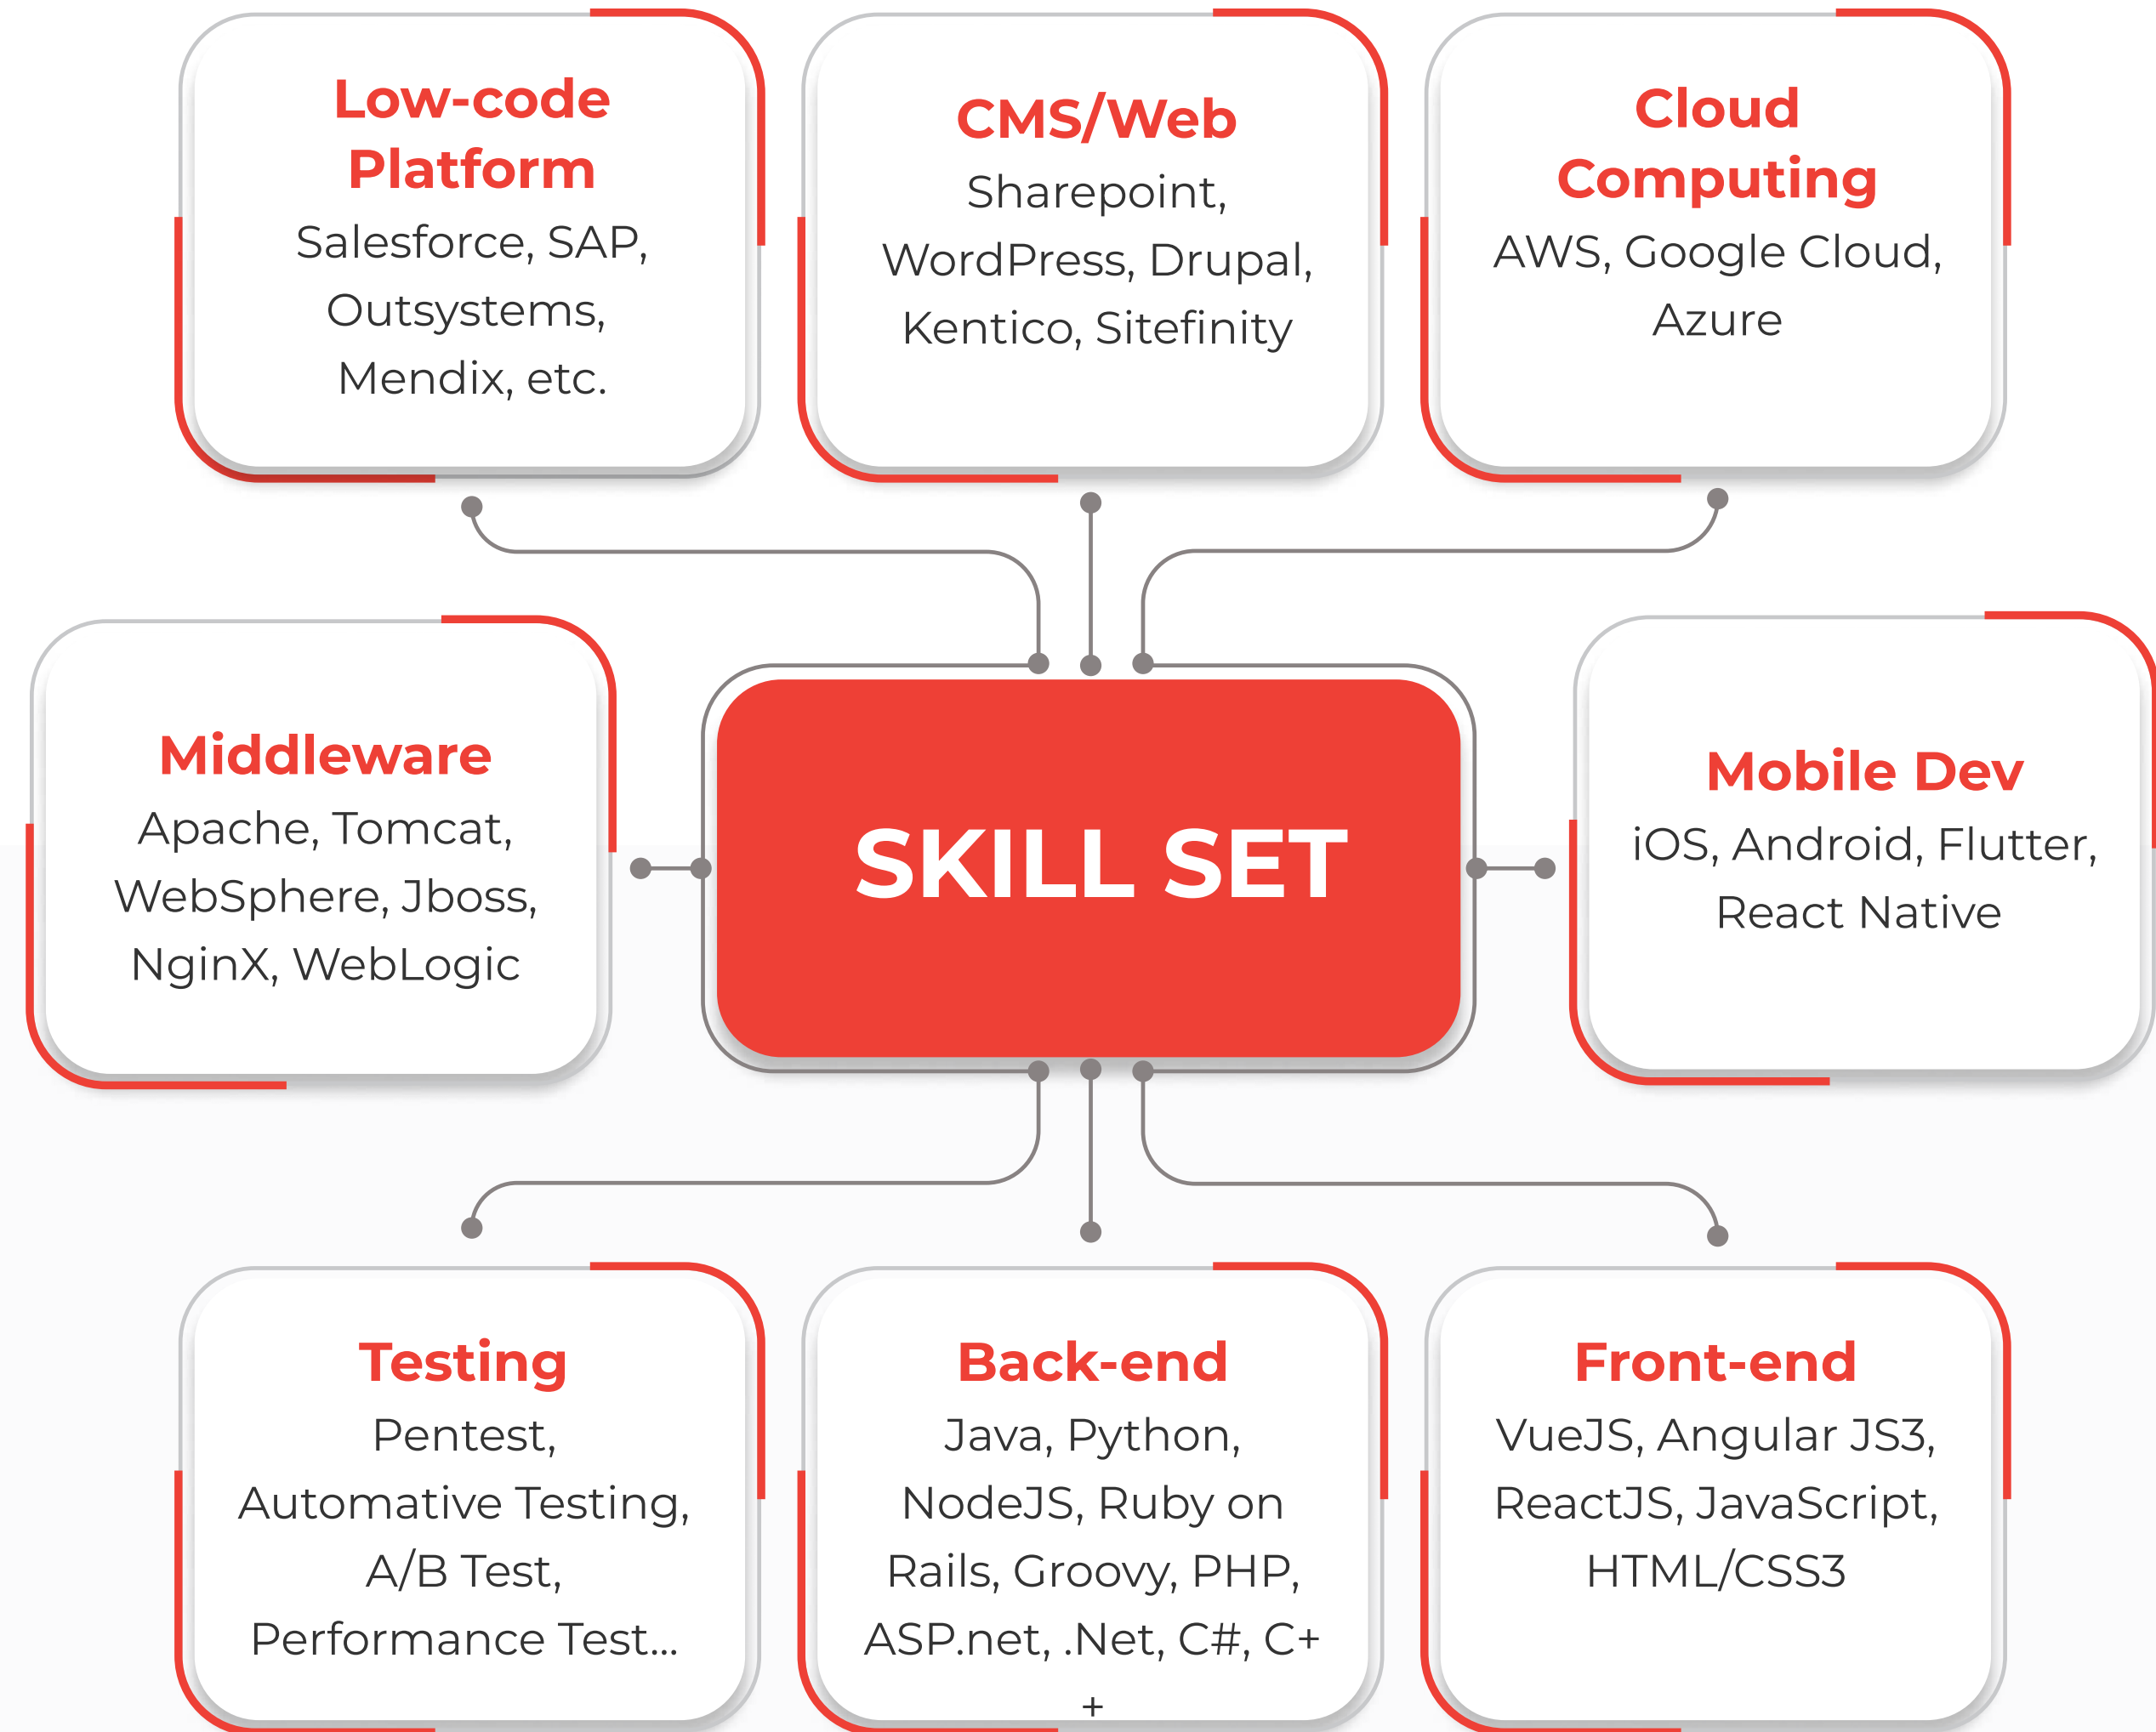 Low-code
Platform
Salesforce, SAP,
Outsystems,
Mendix, etc.
CMS/Web
Sharepoint,
WordPress, Drupal,
Kentico, Sitefinity
Cloud
Computing
AWS, Google Cloud,
Azure
Middleware
Apache, Tomcat,
WebSphere, Jboss,
NginX, WebLogic
SKILL SET
Mobile Dev
iOS, Android, Flutter,
React Native
Testing
Pentest,
Automative Testing,
A/B Test,
Performance Test...
Back-end
Java, Python,
NodeJS, Ruby on
Rails, Groovy, PHP,
ASP.net, .Net, C#, C+
+
Front-end
VueJS, Angular JS3,
ReactJS, JavaScript,
HTML/CSS3